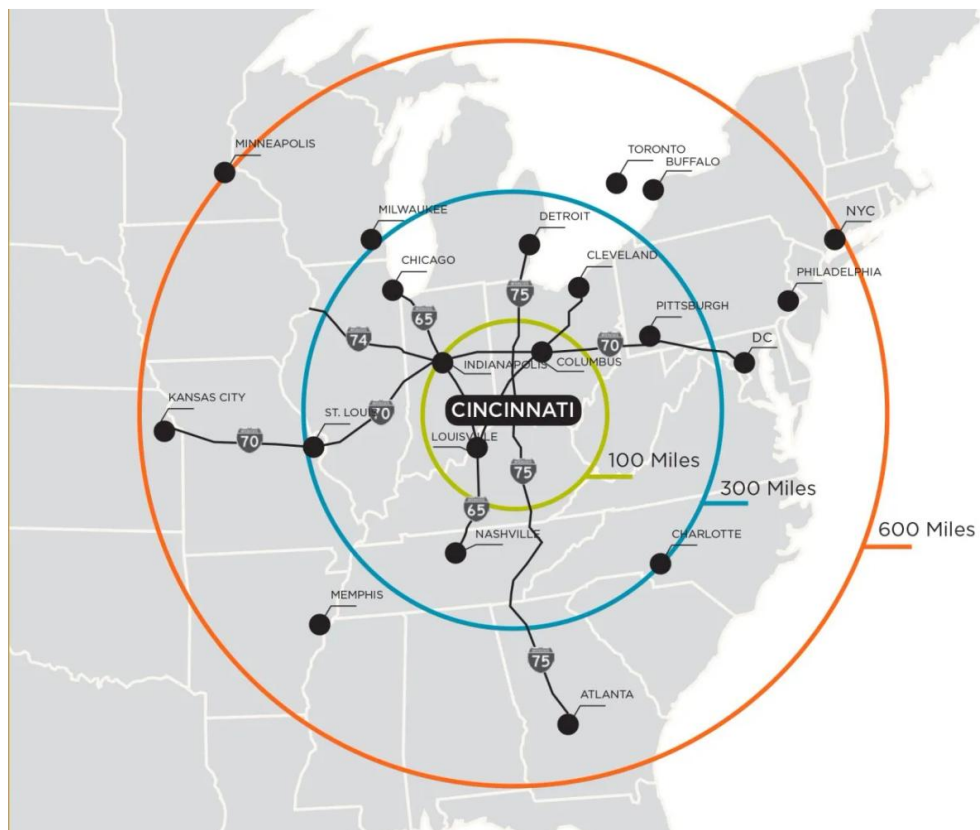 MINNEAPOLIS
TORONTO
BUFFALO
MILWAUKEE
DETROIT
NYC
CHICAGO
CLEVELAND
PHILADELPHIA
75
65
PITTSBURGH
74
70
DC
INDIANAPOLIS
COLUMBUS
KANSAS CITY
CINCINNATI
ST. LOUIS
70
70
LOUISVILLE
100 Miles
75
300 Miles
65
NASHVILLE
CHARLOTTE
600 Miles
MEMPHIS
75
ATLANTA